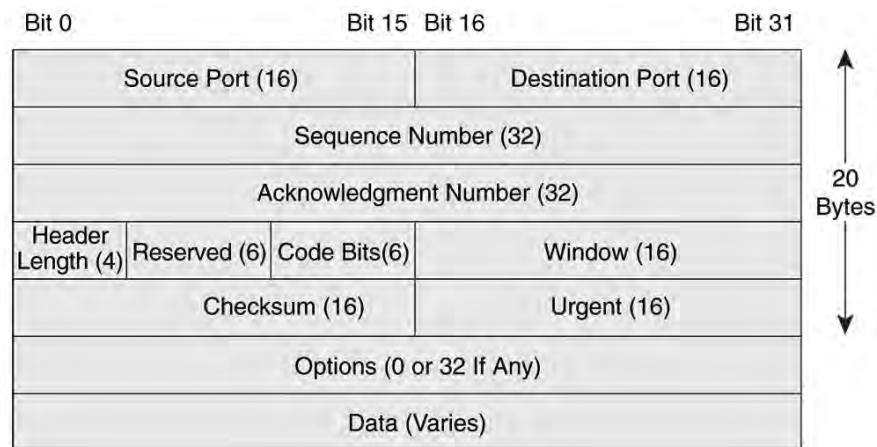 Bit 0 Bit 15 Bit 16 Bit 31
Source Port (16) Destination Port (16)
Sequence Number (32)
Acknowledgment Number (32)
20
Bytes
Header
Length (4) Reserved (6) Code Bits(6) Window (16)
Checksum (16) Urgent (16)
Options (0 or 32 If Any)
Data (Varies)